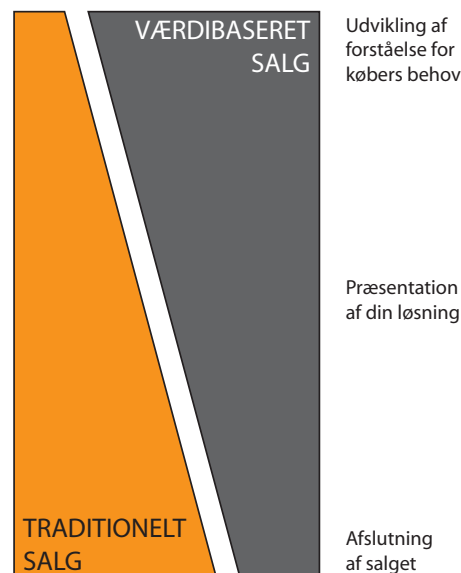 VÆRDIBASERET
SALG
Udvikling af
forståelse for
købers behov
Præsentation
af din løsning
TRADITIONELT
SALG
Afslutning
af salget